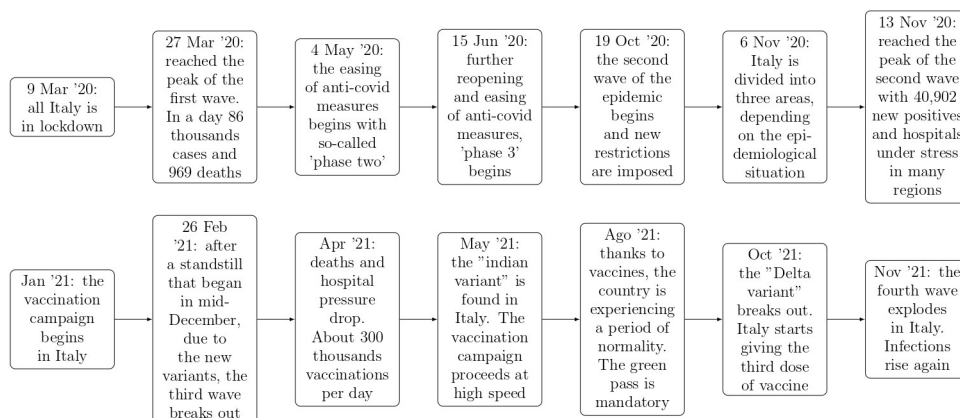 9 Mar '20:
all Italy is
in lockdown
27 Mar '20:
reached the
peak of the
first wave.
In a day 86
thousands
cases and
969 deaths
4 May '20:
the easing
of anti-covid
measures
begins with
so-called
'phase two'
15 Jun '20:
further
reopening
and easing
of anti-covid
measures,
'phase 3'
begins
19 Oct '20:
the second
wave of the
epidemic
begins
and new
restrictions
are imposed
6 Nov '20:
Italy is
divided into
three areas,
depending
on the epi-
demiological
situation
13 Nov '20:
reached the
peak of the
second wave
with 40,902
new positives
and hospitals
under stress
in many
regions
Jan '21: the
vaccination
campaign
begins
in Italy
26 Feb
'21: after
a standstill
that began
in mid-
December,
due to
the new
variants, the
third wave
breaks out
Apr '21:
deaths and
hospital
pressure
drop.
About 300
thousands
vaccinations
per day
May '21:
the "indian
variant" is
found in
Italy. The
vaccination
campaign
proceeds at
high speed
Ago '21:
thanks to
vaccines, the
country is
experiencing
a period of
normality.
The green
pass is
mandatory
Oct '21:
the "Delta
variant"
breaks out.
Italy starts
giving the
third dose
of vaccine
Nov '21: the
fourth wave
explodes
in Italy.
Infections
rise again